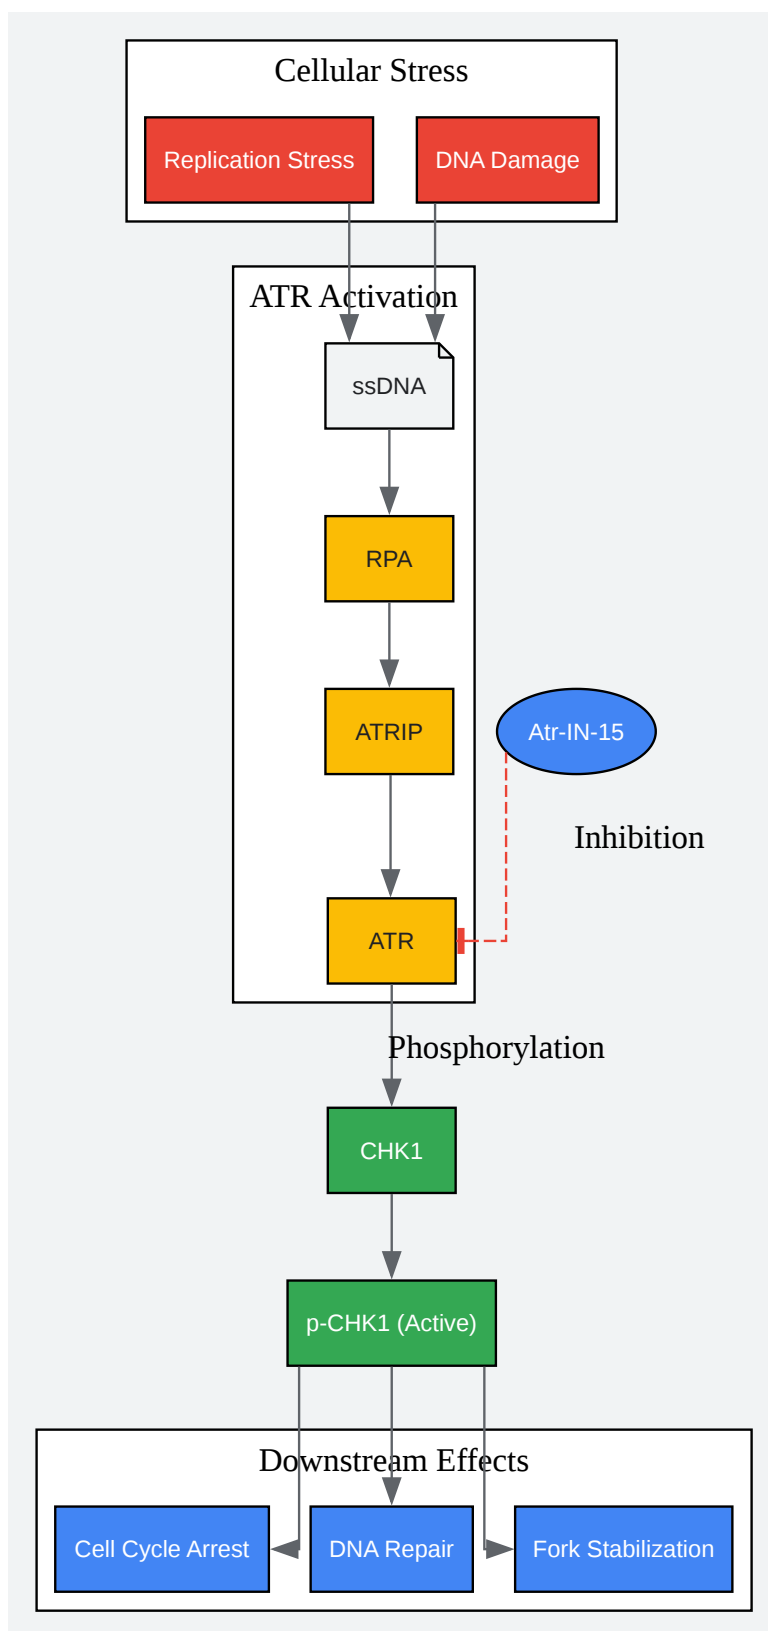 Cellular Stress
Replication Stress
DNA Damage
ATR Activation
ssDNA
RPA
ATRIP
Atr-IN-15
Inhibition
ATR
Phosphorylation
CHK1
p-CHK1 (Active)
Downstream Effects
Cell Cycle Arrest
DNA Repair
Fork Stabilization